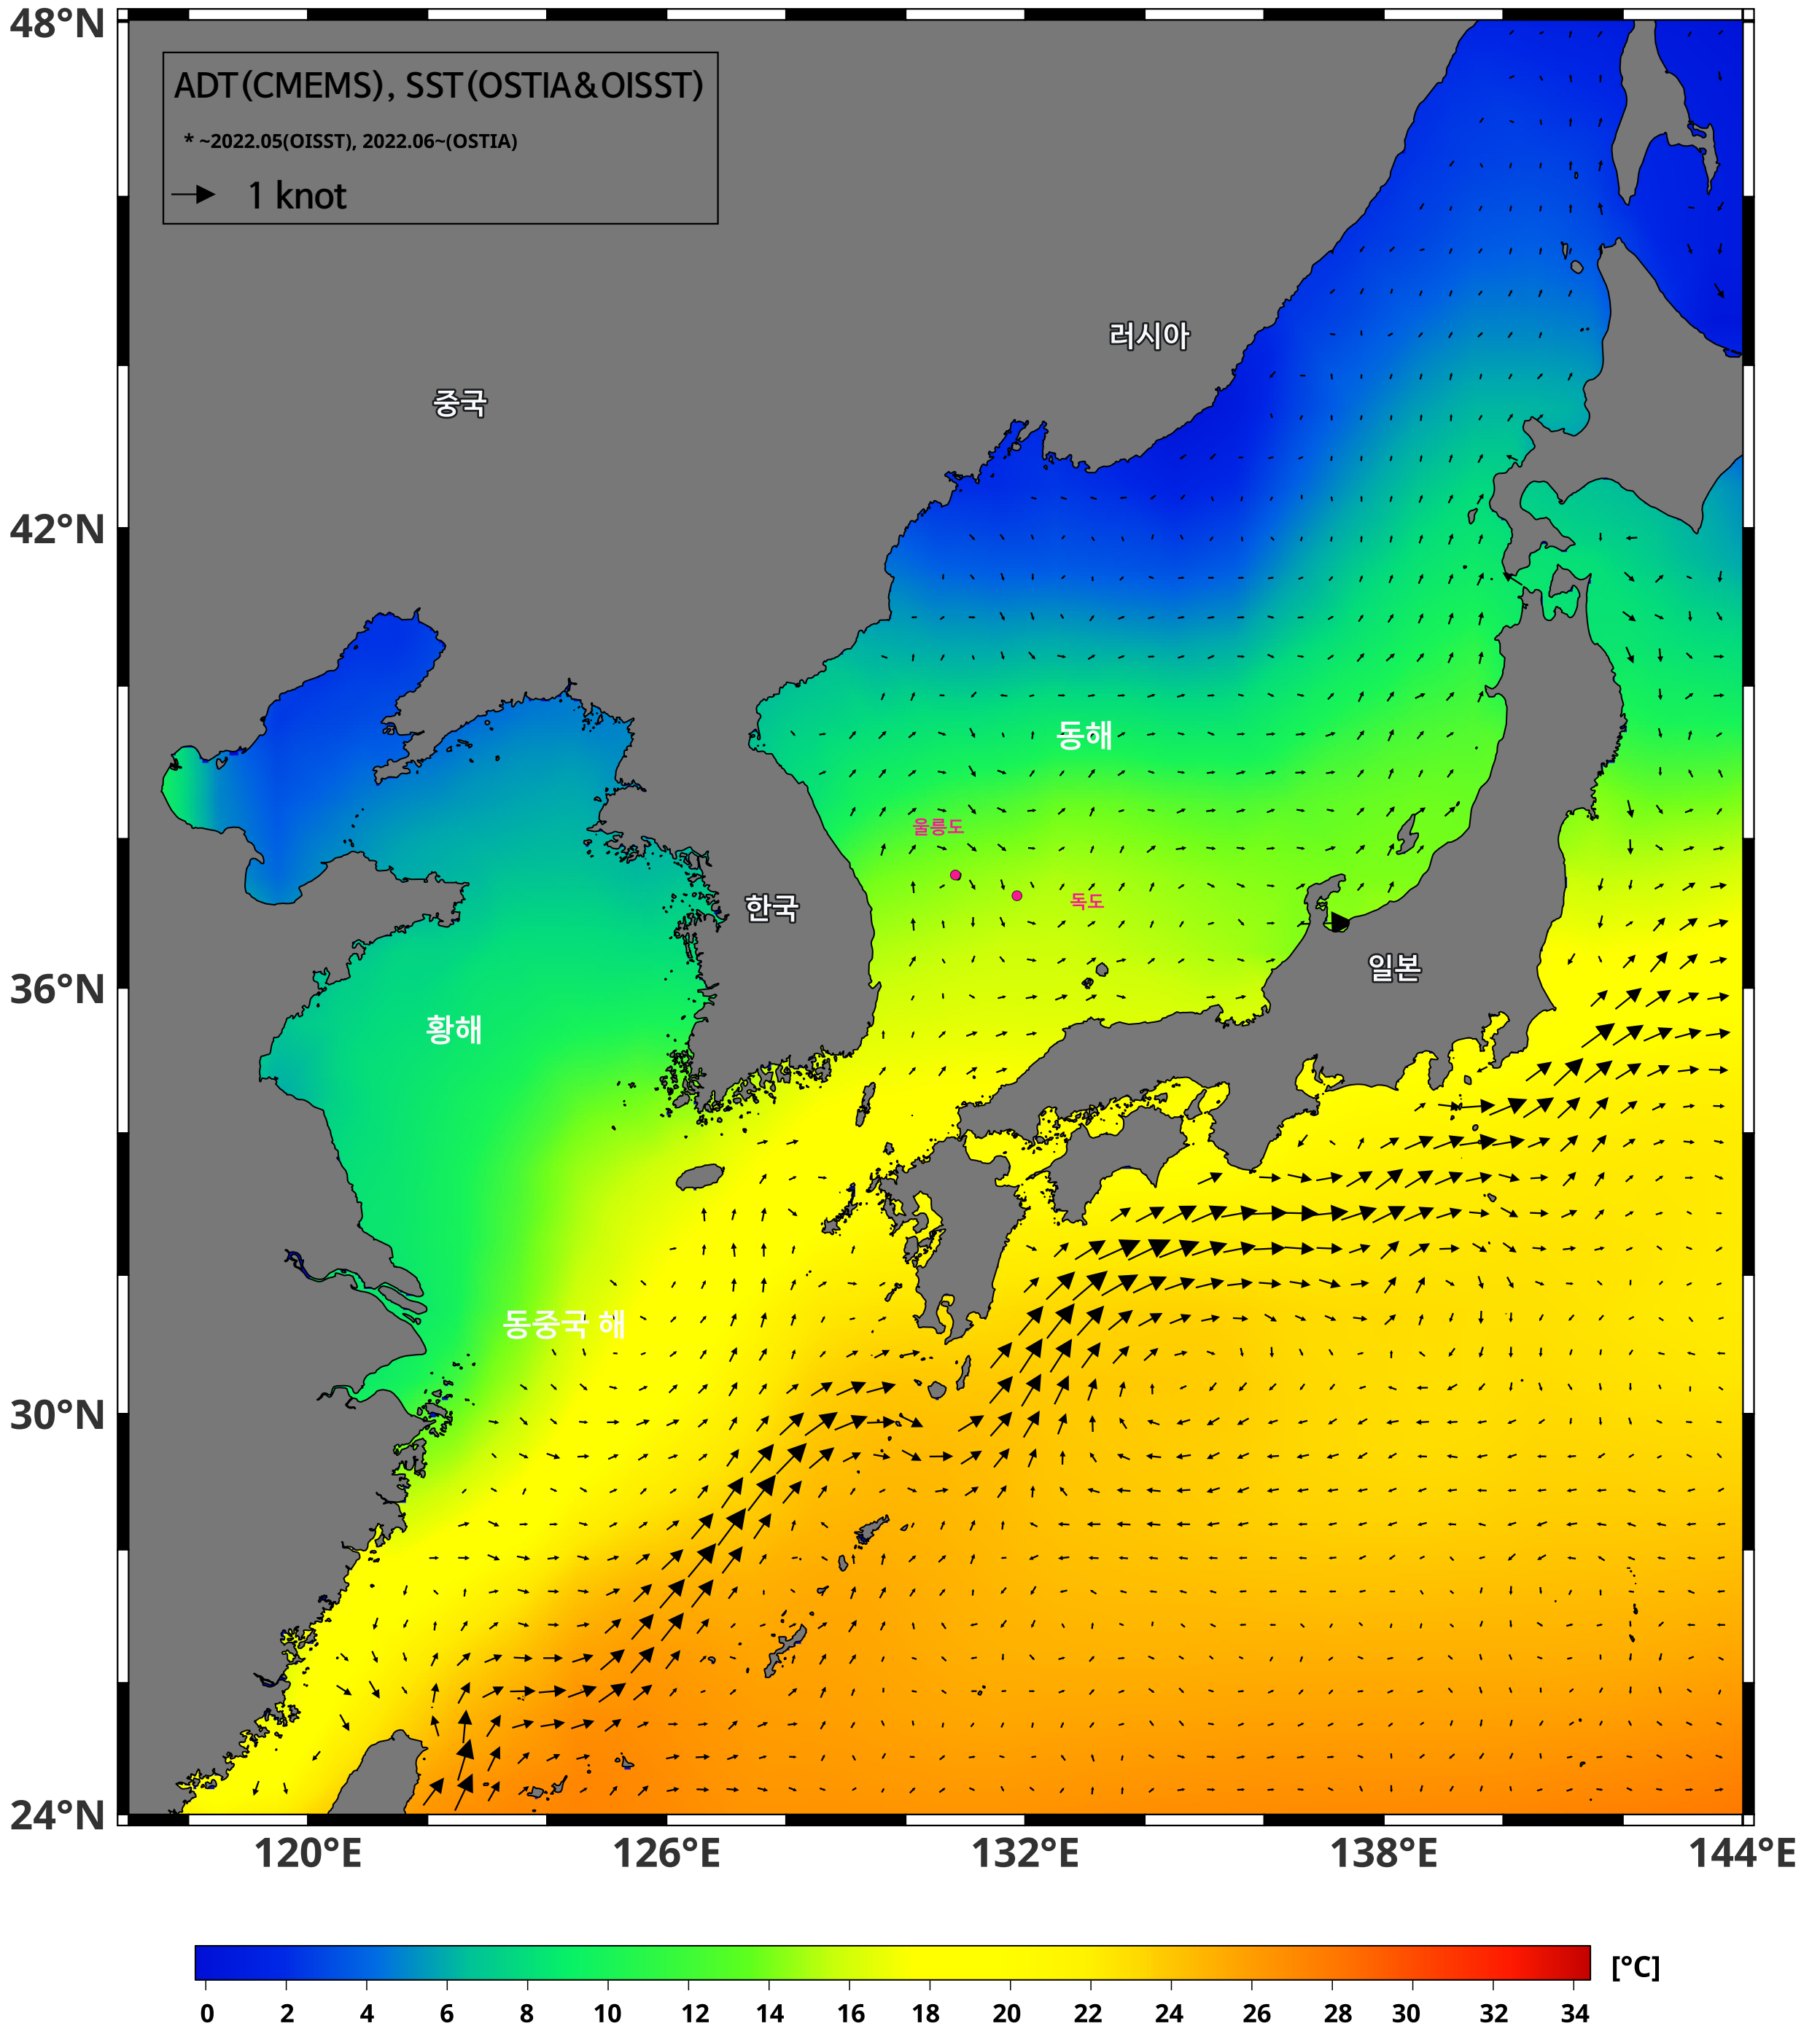 48°N
ADT(CMEMS), SST(OSTIA&OISST)
* ~2022.05(OISST), 2022.06~(OSTIA)
1 knot
러시아
중국
42°N
동해
울릉도
독도
한국
일본
36°N
황해
동중국 해
30°N
24°N
120°E 126°E 132°E 138°E 144°E
[°C]
0 2 4 6 8 10 12 14 16 18 20 22 24 26 28 30 32 34